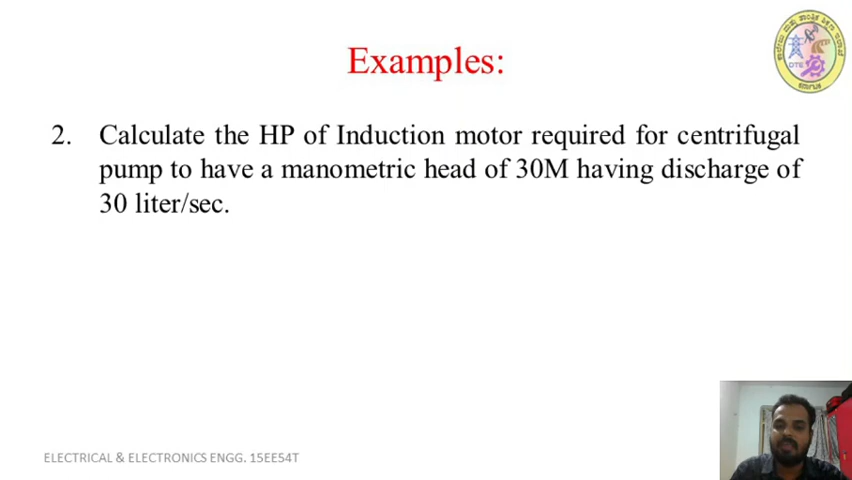 Examples:
2. Calculate the HP of Induction motor required for centrifugal
pump to have a manometric head of 30M having discharge of
30 liter/sec.
DTE
ELECTRICAL & ELECTRONICS ENGG. 15EE54T